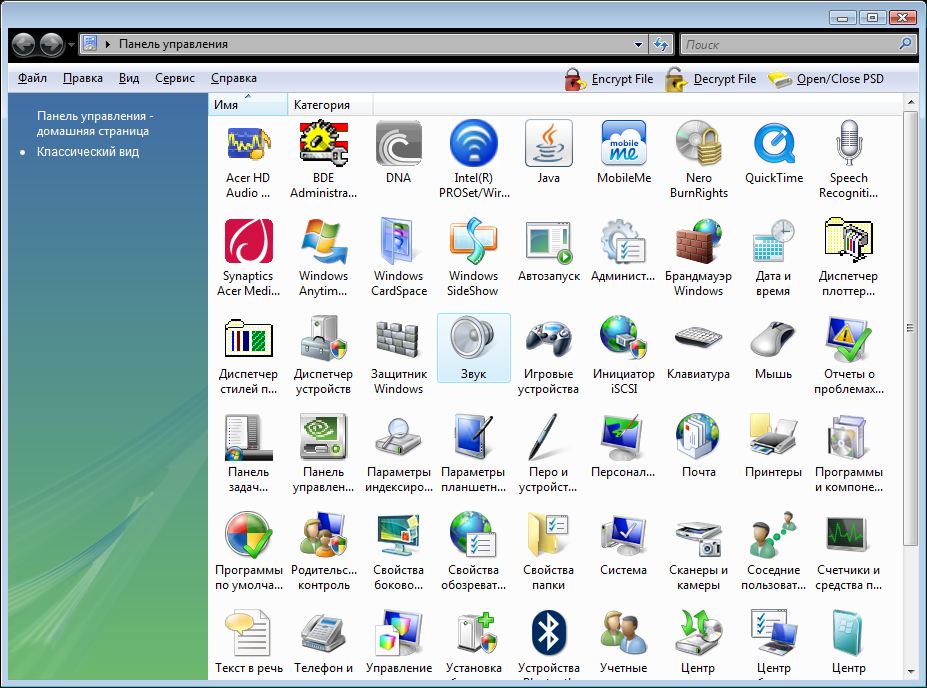 Панель управления
Поиск
Файл Правка Вид Сервис Справка Encrypt File Decrypt File Open/Close PSD
Панель управления -
домашняя страница
Классический вид
Имя Категория
Acer HD
Audio ...
BDE
Administra...
DNA
Intel(R)
PROSet/Wir...
Java
mobile
me
MobileMe
Nero
BurnRights
QuickTime
Speech
Recogniti...
Synaptics
Acer Medi...
Windows
Anytim...
Windows
CardSpace
Windows
SideShow
Автозапуск
Админист...
Брандмауэр
Windows
Дата и
время
Диспетчер
плоттер...
Диспетчер
стилей п...
Диспетчер
устройств
Защитник
Windows
Звук
Игровые
устройства
Инициатор
iSCSI
Клавиатура
Мышь
Отчеты о
проблемах...
Панель
задач...
Панель
управлен...
Параметры
индексиро...
Параметры
планшетн...
Перо и
устройст...
Персонал...
Почта
Принтеры
Программы
и компоне...
Программы
по умолча...
Родительс...
контроль
Свойства
боково...
Свойства
обозреват...
Свойства
папки
Система
Сканеры и
камеры
Соседние
пользоват...
Счетчики и
средства п...
Текст в речь
Телефон и
Управление
Установка
Устройства
Учетные
Центр
Центр
Центр